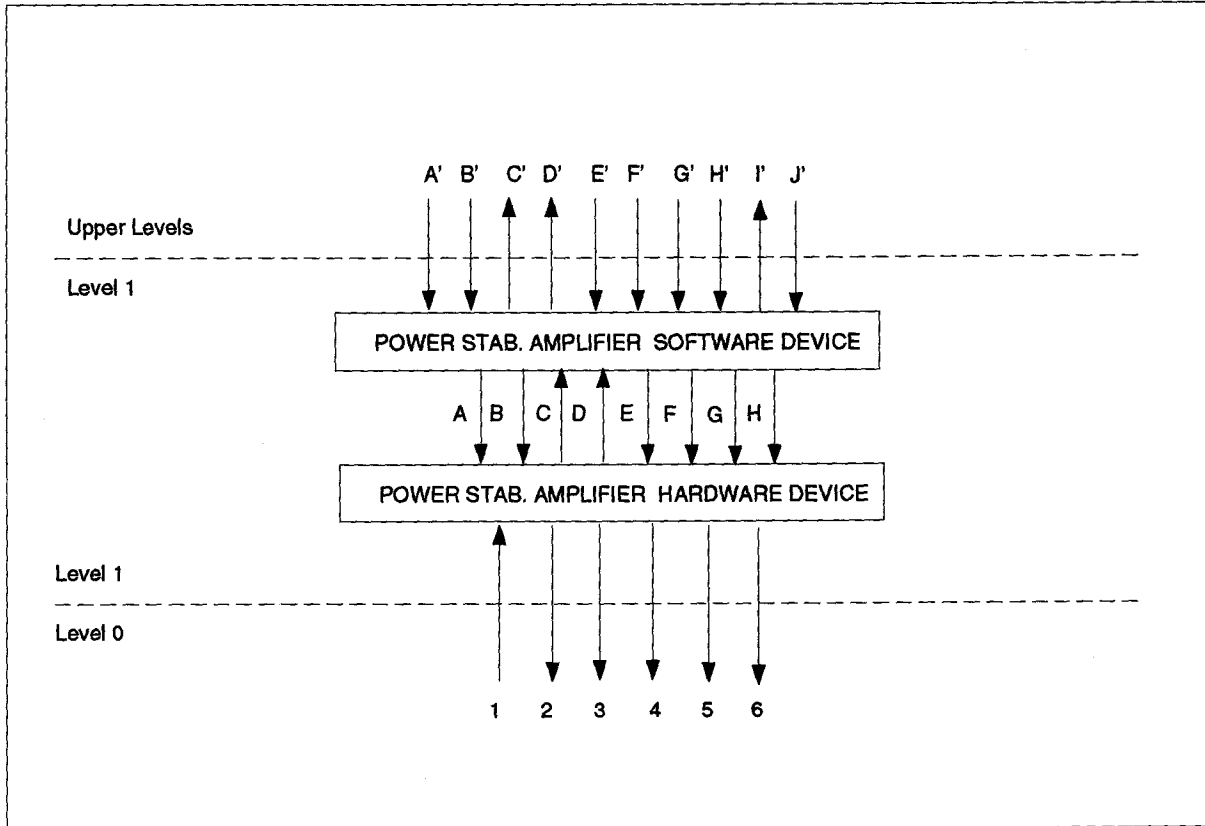 A' B' C' D' E' F' G' H' I' J'
Upper Levels
Level 1
POWER STAB. AMPLIFIER SOFTWARE DEVICE
A B C D E F G H
POWER STAB. AMPLIFIER HARDWARE DEVICE
Level 1
Level 0
1 2 3 4 5 6